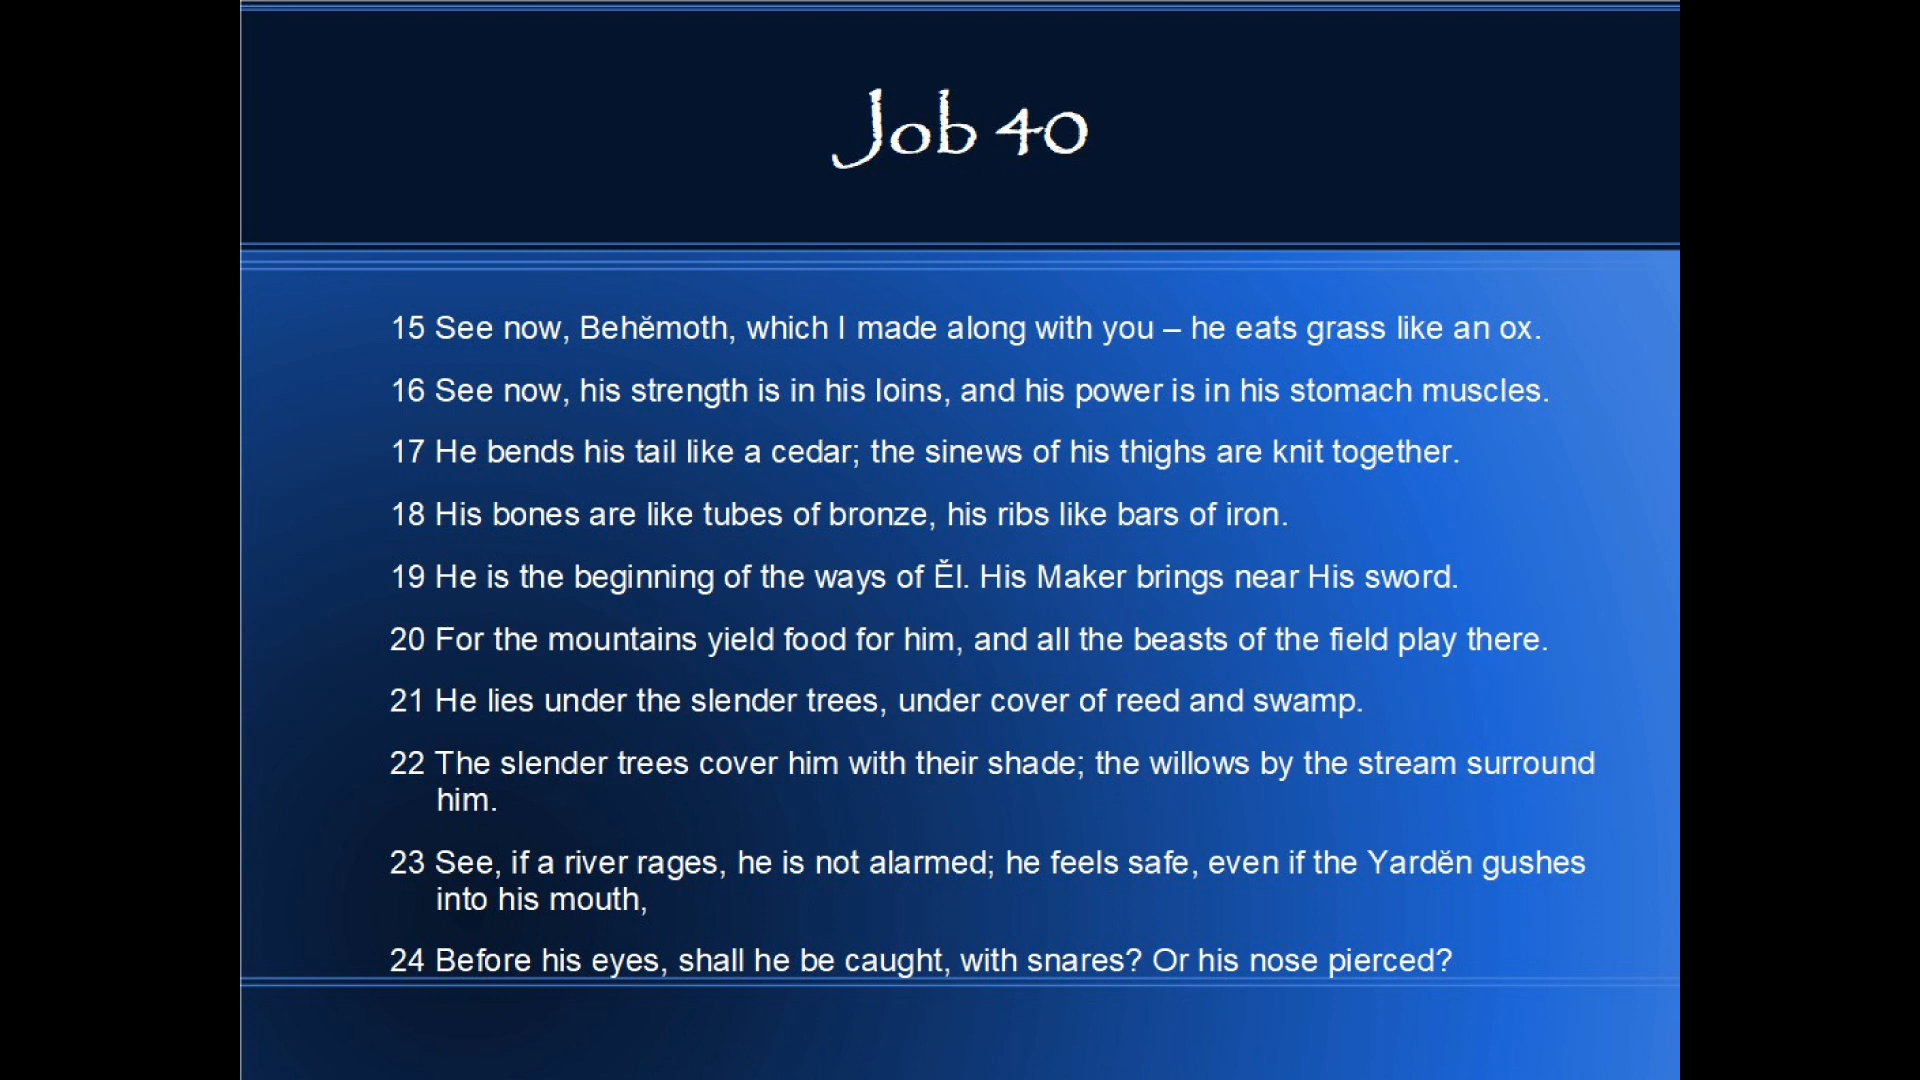 Job 40
15 See now, Behĕmoth, which I made along with you – he eats grass like an ox.
16 See now, his strength is in his loins, and his power is in his stomach muscles.
17 He bends his tail like a cedar; the sinews of his thighs are knit together.
18 His bones are like tubes of bronze, his ribs like bars of iron.
19 He is the beginning of the ways of Ĕl. His Maker brings near His sword.
20 For the mountains yield food for him, and all the beasts of the field play there.
21 He lies under the slender trees, under cover of reed and swamp.
22 The slender trees cover him with their shade; the willows by the stream surround
him.
23 See, if a river rages, he is not alarmed; he feels safe, even if the Yardĕn gushes
into his mouth,
24 Before his eyes, shall he be caught, with snares? Or his nose pierced?